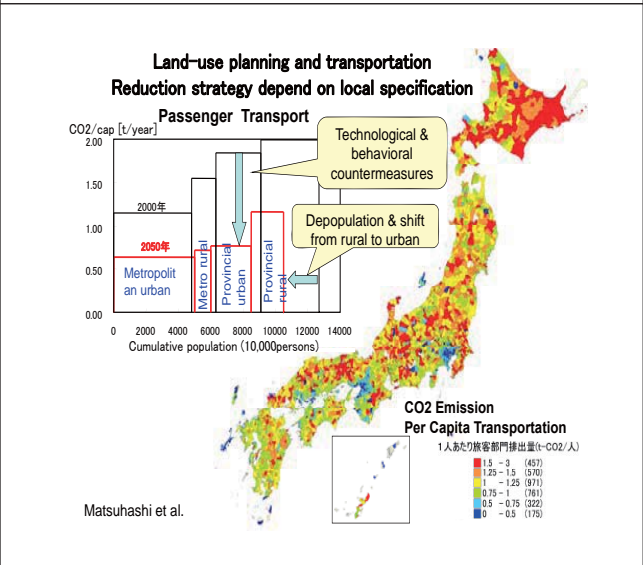 Land-use planning and transportation
Reduction strategy depend on local specification
Passenger Transport
CO2/cap [t/year]
2.00
1.50
1.00
0.50
0.00
2000年
2050年
Metropolit
an urban
Metro rural
Provincial
urban
Provincial
rural
Technological &
behavioral
countermeasures
Depopulation & shift
from rural to urban
0 2000 4000 6000 8000 10000 12000 14000
Cumulative population (10,000persons)
CO2 Emission
Per Capita Transportation
1人あたり旅客部門排出量(t-CO2/人)
1.5 - 3 (457)
1.25 - 1.5 (570)
1 - 1.25 (971)
0.75 - 1 (761)
0.5 - 0.75 (322)
0 - 0.5 (175)
Matsuhashi et al.